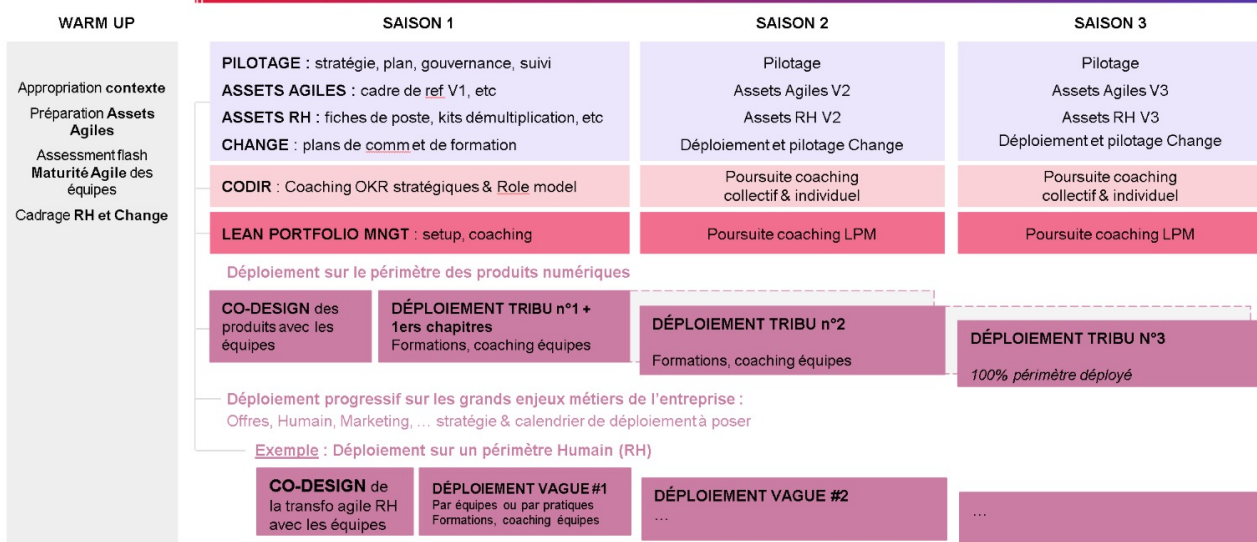 WARM UP
SAISON 1
SAISON 2
SAISON 3
Appropriation contexte
Préparation Assets
Agiles
Assessment flash
Maturité Agile des
équipes
Cadrage RH et Change
PILOTAGE : stratégie, plan, gouvernance, suivi
ASSETS AGILES : cadre de ref V1, etc
ASSETS RH : fiches de poste, kits démultiplication, etc
CHANGE : plans de comm et de formation
Pilotage
Assets Agiles V2
Assets RH V2
Déploiement et pilotage Change
Pilotage
Assets Agiles V3
Assets RH V3
Déploiement et pilotage Change
CODIR : Coaching OKR stratégiques & Role model
Poursuite coaching
collectif & individuel
Poursuite coaching
collectif & individuel
LEAN PORTFOLIO MNGT : setup, coaching
Poursuite coaching LPM
Poursuite coaching LPM
Déploiement sur le périmètre des produits numériques
CO-DESIGN des
produits avec les
équipes
DÉPLOIEMENT TRIBU n°1 +
1ers chapitres
Formations, coaching équipes
DÉPLOIEMENT TRIBU n°2
Formations, coaching équipes
DÉPLOIEMENT TRIBU N°3
100% périmètre déployé
Déploiement progressif sur les grands enjeux métiers de l'entreprise :
Offres, Humain, Marketing, … stratégie & calendrier de déploiement à poser
Exemple : Déploiement sur un périmètre Humain (RH)
CO-DESIGN de
la transfo agile RH
avec les équipes
DÉPLOIEMENT VAGUE #1
Par équipes ou par pratiques
Formations, coaching équipes
DÉPLOIEMENT VAGUE #2
…
…